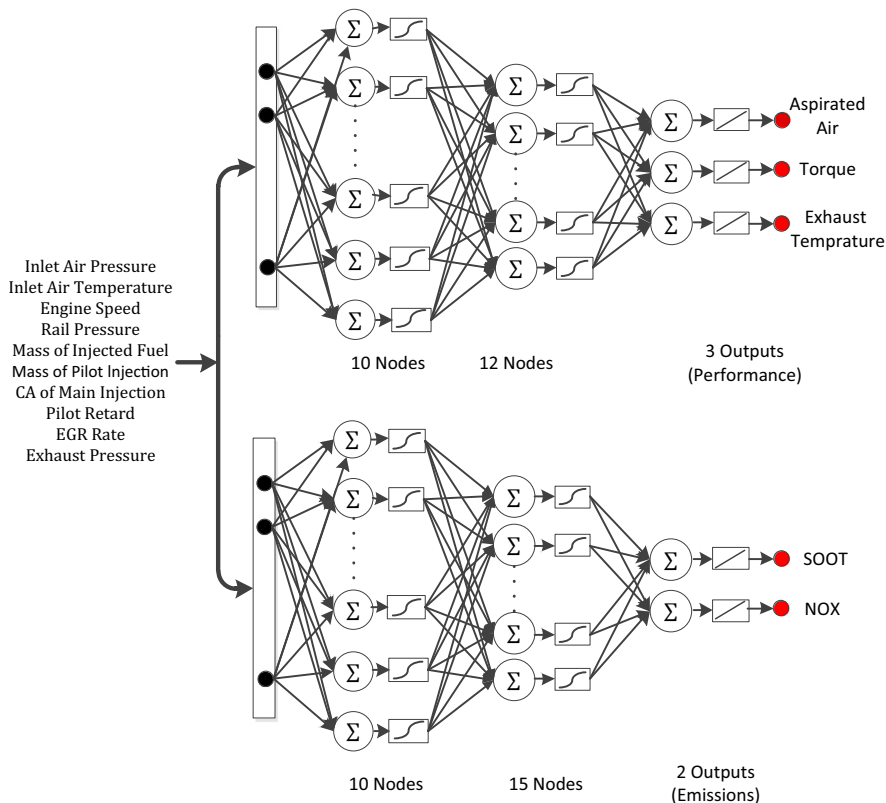 Σ
Σ
Σ
Σ
Σ
Σ
Σ
Σ
Σ
Σ
Σ
Σ
Aspirated
Air
Torque
Exhaust
Temprature
10 Nodes
12 Nodes
3 Outputs
(Performance)
Inlet Air Pressure
Inlet Air Temperature
Engine Speed
Rail Pressure
Mass of Injected Fuel
Mass of Pilot Injection
CA of Main Injection
Pilot Retard
EGR Rate
Exhaust Pressure
Σ
Σ
Σ
Σ
Σ
Σ
Σ
Σ
Σ
Σ
Σ
SOOT
NOX
10 Nodes
15 Nodes
2 Outputs
(Emissions)